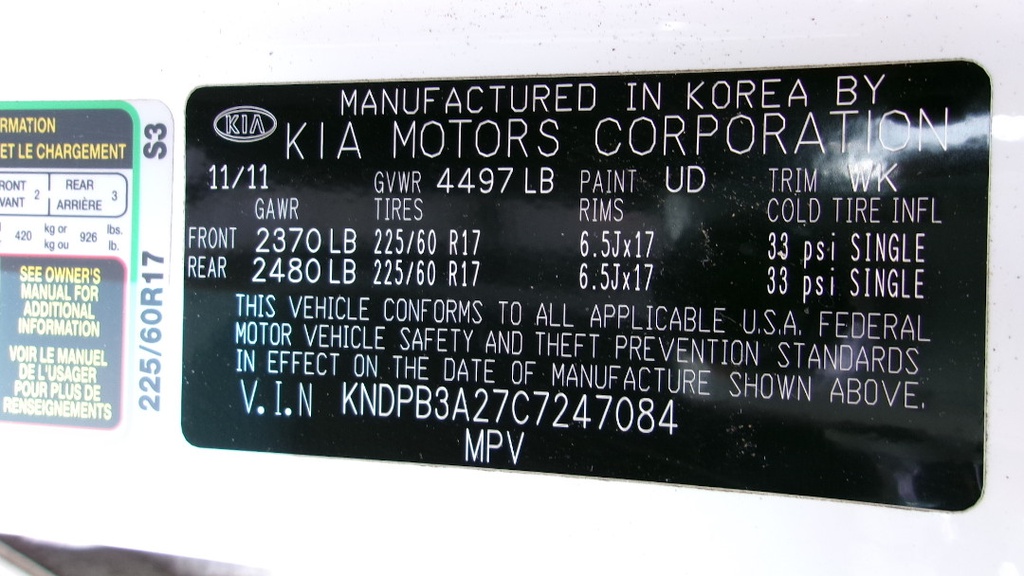 RMATION
ET LE CHARGEMENT
RONT 2 REAR 3
VANT ARRIÈRE
420 kg or 926 lbs.
kg ou lb.
SEE OWNER'S
MANUAL FOR
ADDITIONAL
INFORMATION
VOIR LE MANUEL
DE L'USAGER
POUR PLUS DE
RENSEIGNEMENTS
225/60R17 S3
KIA
MANUFACTURED IN KOREA BY
KIA MOTORS CORPORATION
11/11 GVWR 4497 LB PAINT UD TRIM WK
GAWR TIRES RIMS COLD TIRE INFL
FRONT 2370 LB 225/60 R17 6.5Jx17 33 psi SINGLE
REAR 2480 LB 225/60 R17 6.5Jx17 33 psi SINGLE
THIS VEHICLE CONFORMS TO ALL APPLICABLE U.S.A. FEDERAL
MOTOR VEHICLE SAFETY AND THEFT PREVENTION STANDARDS
IN EFFECT ON THE DATE OF MANUFACTURE SHOWN ABOVE.
V.I.N KNDPB3A27C7247084
MPV